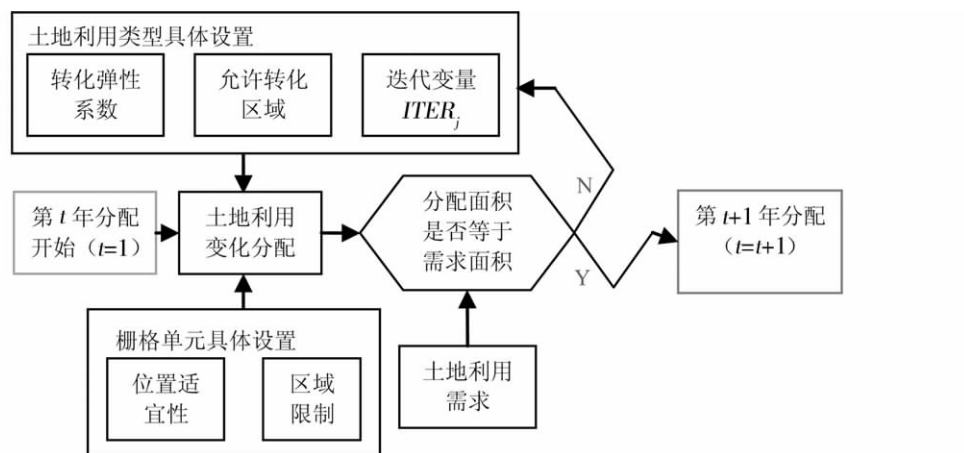 土地利用类型具体设置
转化弹性
系数
允许转化
区域
迭代变量
ITERj
第 t 年分配
开始（t=1）
土地利用
变化分配
分配面积
是否等于
需求面积
N
Y
第 t+1 年分配
（t=t+1）
栅格单元具体设置
位置适
宜性
区域
限制
土地利用
需求